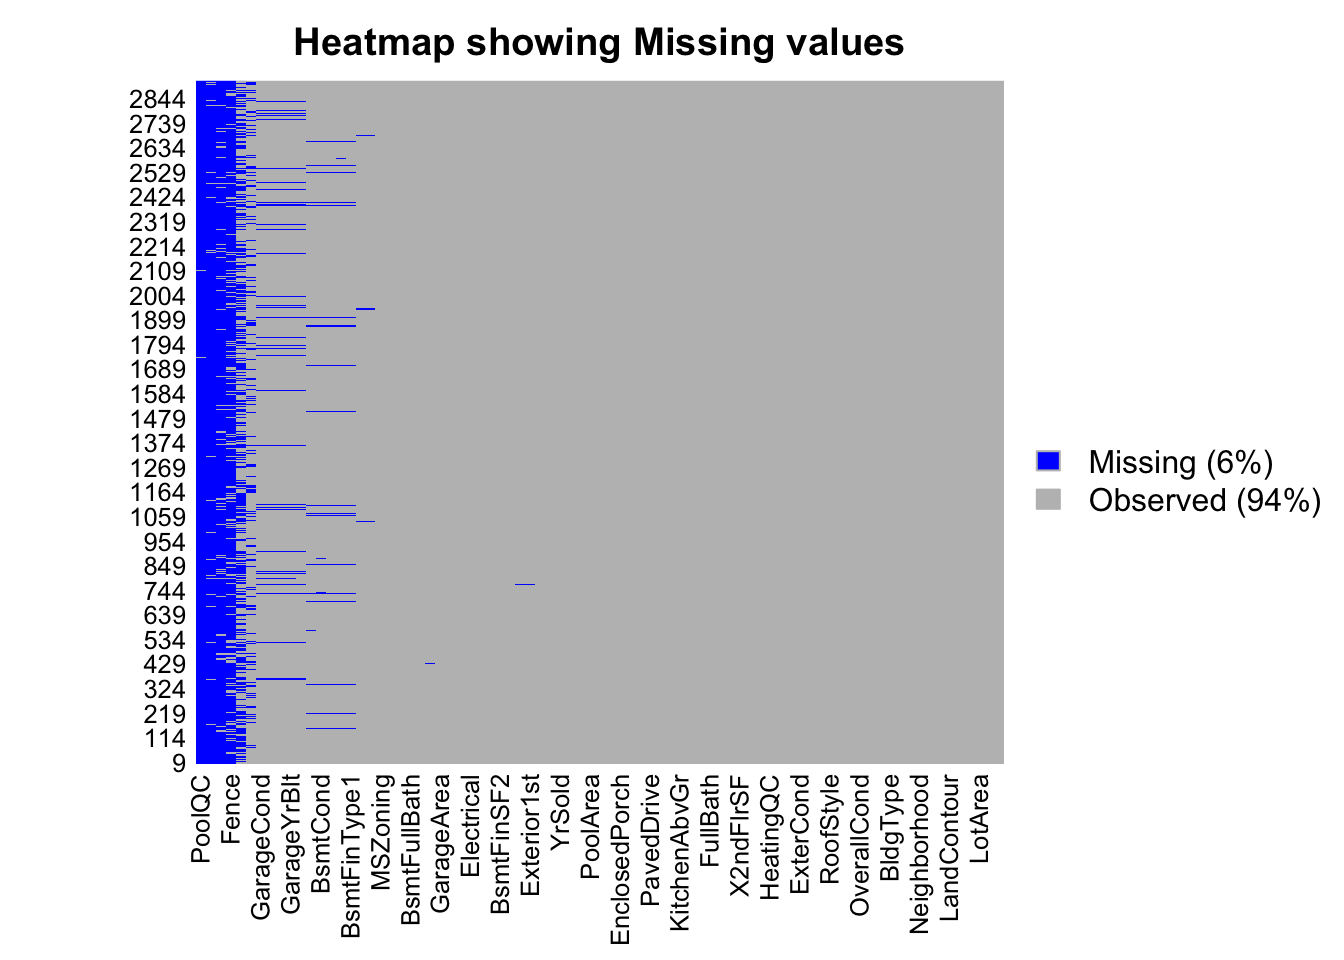 Heatmap showing Missing values
2844
2739
2634
2529
2424
2319
2214
2109
2004
1899
1794
1689
1584
1479
1374
1269
1164
1059
954
849
744
639
534
429
324
219
114
9
Missing (6%)
Observed (94%)
PoolQC
Fence
GarageCond
GarageYrBlt
BsmtCond
BsmtFinType1
MSZoning
BsmtFullBath
GarageArea
Electrical
BsmtFinSF2
Exterior1st
YrSold
PoolArea
EnclosedPorch
PavedDrive
KitchenAbvGr
FullBath
X2ndFlrSF
HeatingQC
ExterCond
RoofStyle
OverallCond
BldgType
Neighborhood
LandContour
LotArea